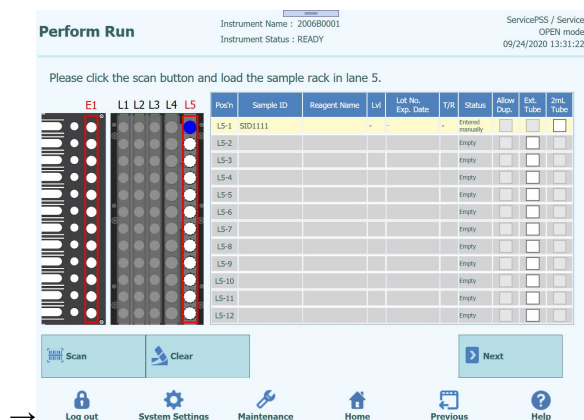 Perform Run
Instrument Name : 2006B0001
Instrument Status : READY
ServicePSS / Service
OPEN mode
09/24/2020 13:31:22
Please click the scan button and load the sample rack in lane 5.
E1 L1 L2 L3 L4 L5
Pos'n Sample ID Reagent Name Lvl Lot No. Exp. Date T/R Status Allow Dup. Ext. Tube 2mL Tube
L5-1 SID1111 - - - Entered manually
L5-2 Empty
L5-3 Empty
L5-4 Empty
L5-5 Empty
L5-6 Empty
L5-7 Empty
L5-8 Empty
L5-9 Empty
L5-10 Empty
L5-11 Empty
L5-12 Empty
Scan Clear Next
Log out System Settings Maintenance Home Previous Help